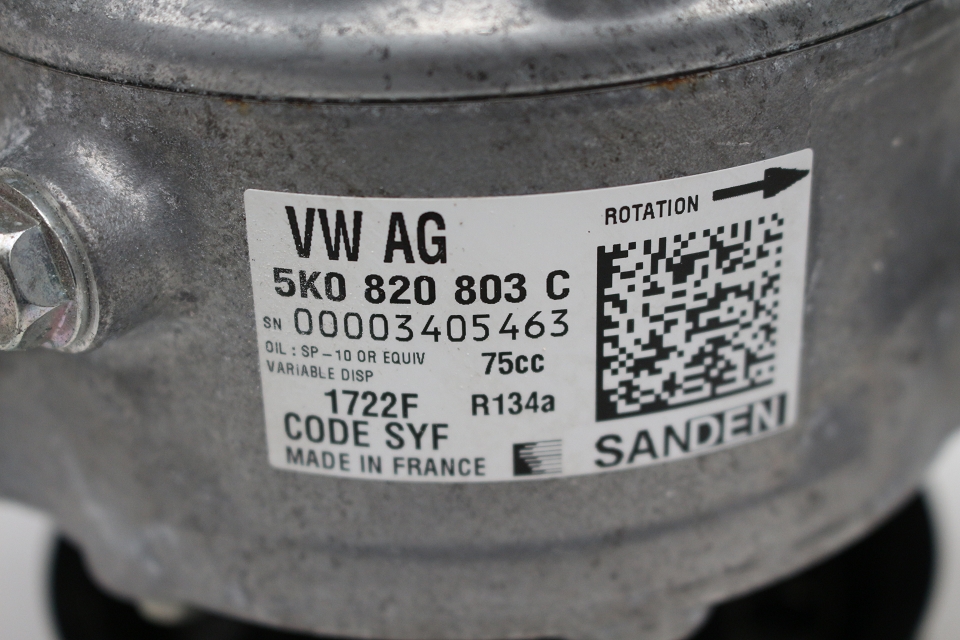 VW AG
ROTATION
5K0 820 803 C
SN 00003405463
OIL : SP-10 OR EQUIV 75cc
VARiABLE DISP
1722F R134a
CODE SYF
MADE IN FRANCE
SANDEN